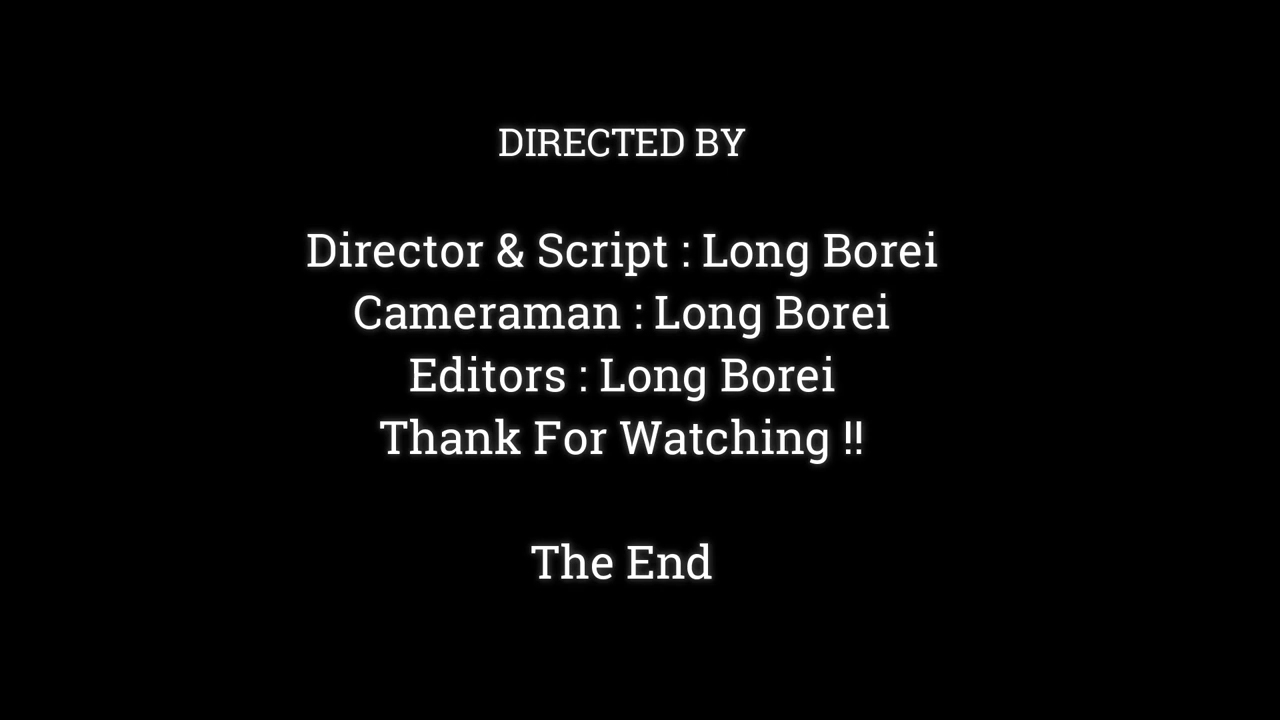 DIRECTED BY
Director & Script : Long Borei
Cameraman : Long Borei
Editors : Long Borei
Thank For Watching !!
The End